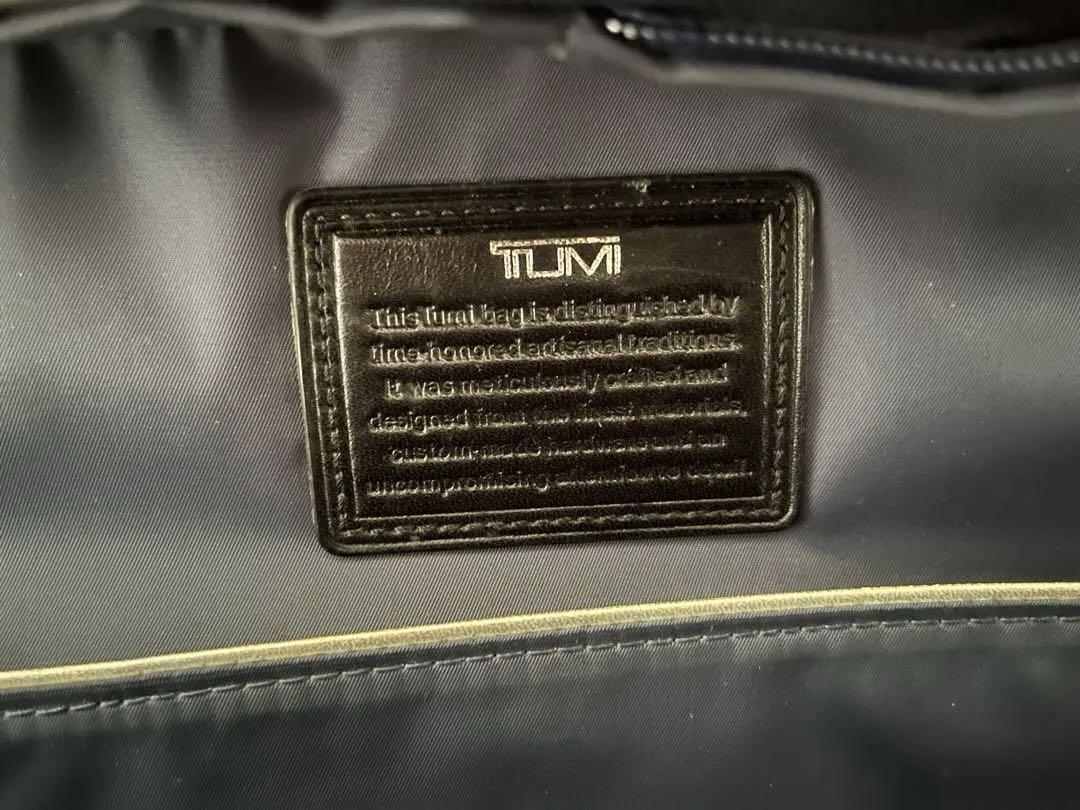 TUMI
This Tumi bag is distinguished by
time-honored artisanal traditions.
It was meticulously crafted and
designed from the finest materials,
custom-made hardware and an
uncompromising attention to detail.